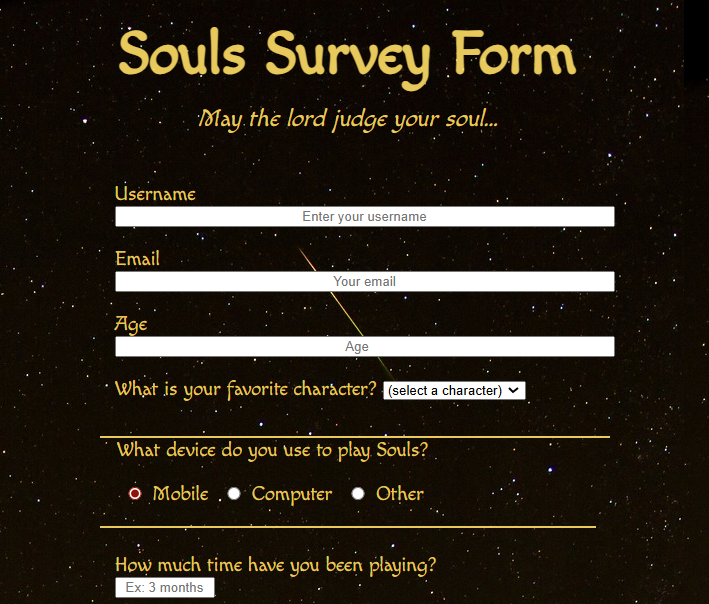 Souls Survey Form
May the lord judge your soul...
Username
Enter your username
Email
Your email
Age
Age
What is your favorite character? (select a character)
What device do you use to play Souls?
Mobile Computer Other
How much time have you been playing?
Ex: 3 months